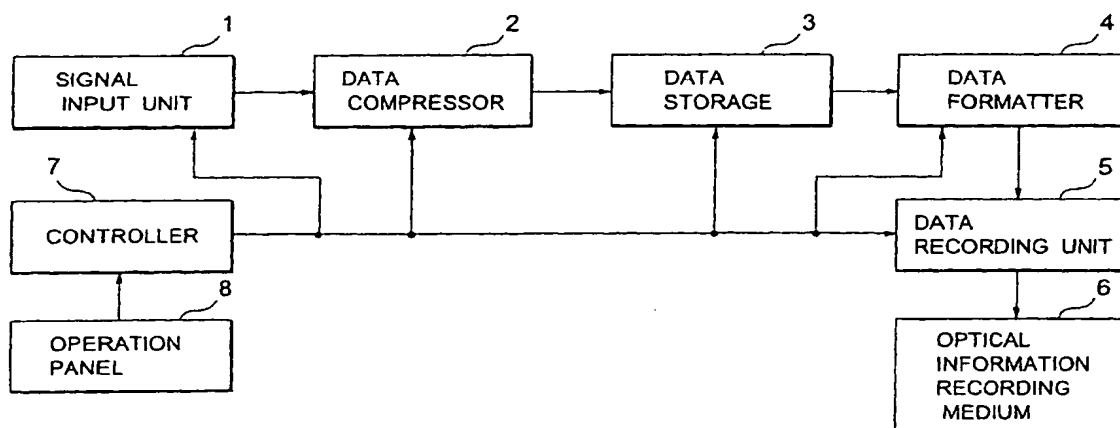 1
SIGNAL
INPUT UNIT
2
DATA
COMPRESSOR
3
DATA
STORAGE
4
DATA
FORMATTER
7
CONTROLLER
5
DATA
RECORDING UNIT
8
OPERATION
PANEL
6
OPTICAL
INFORMATION
RECORDING
MEDIUM